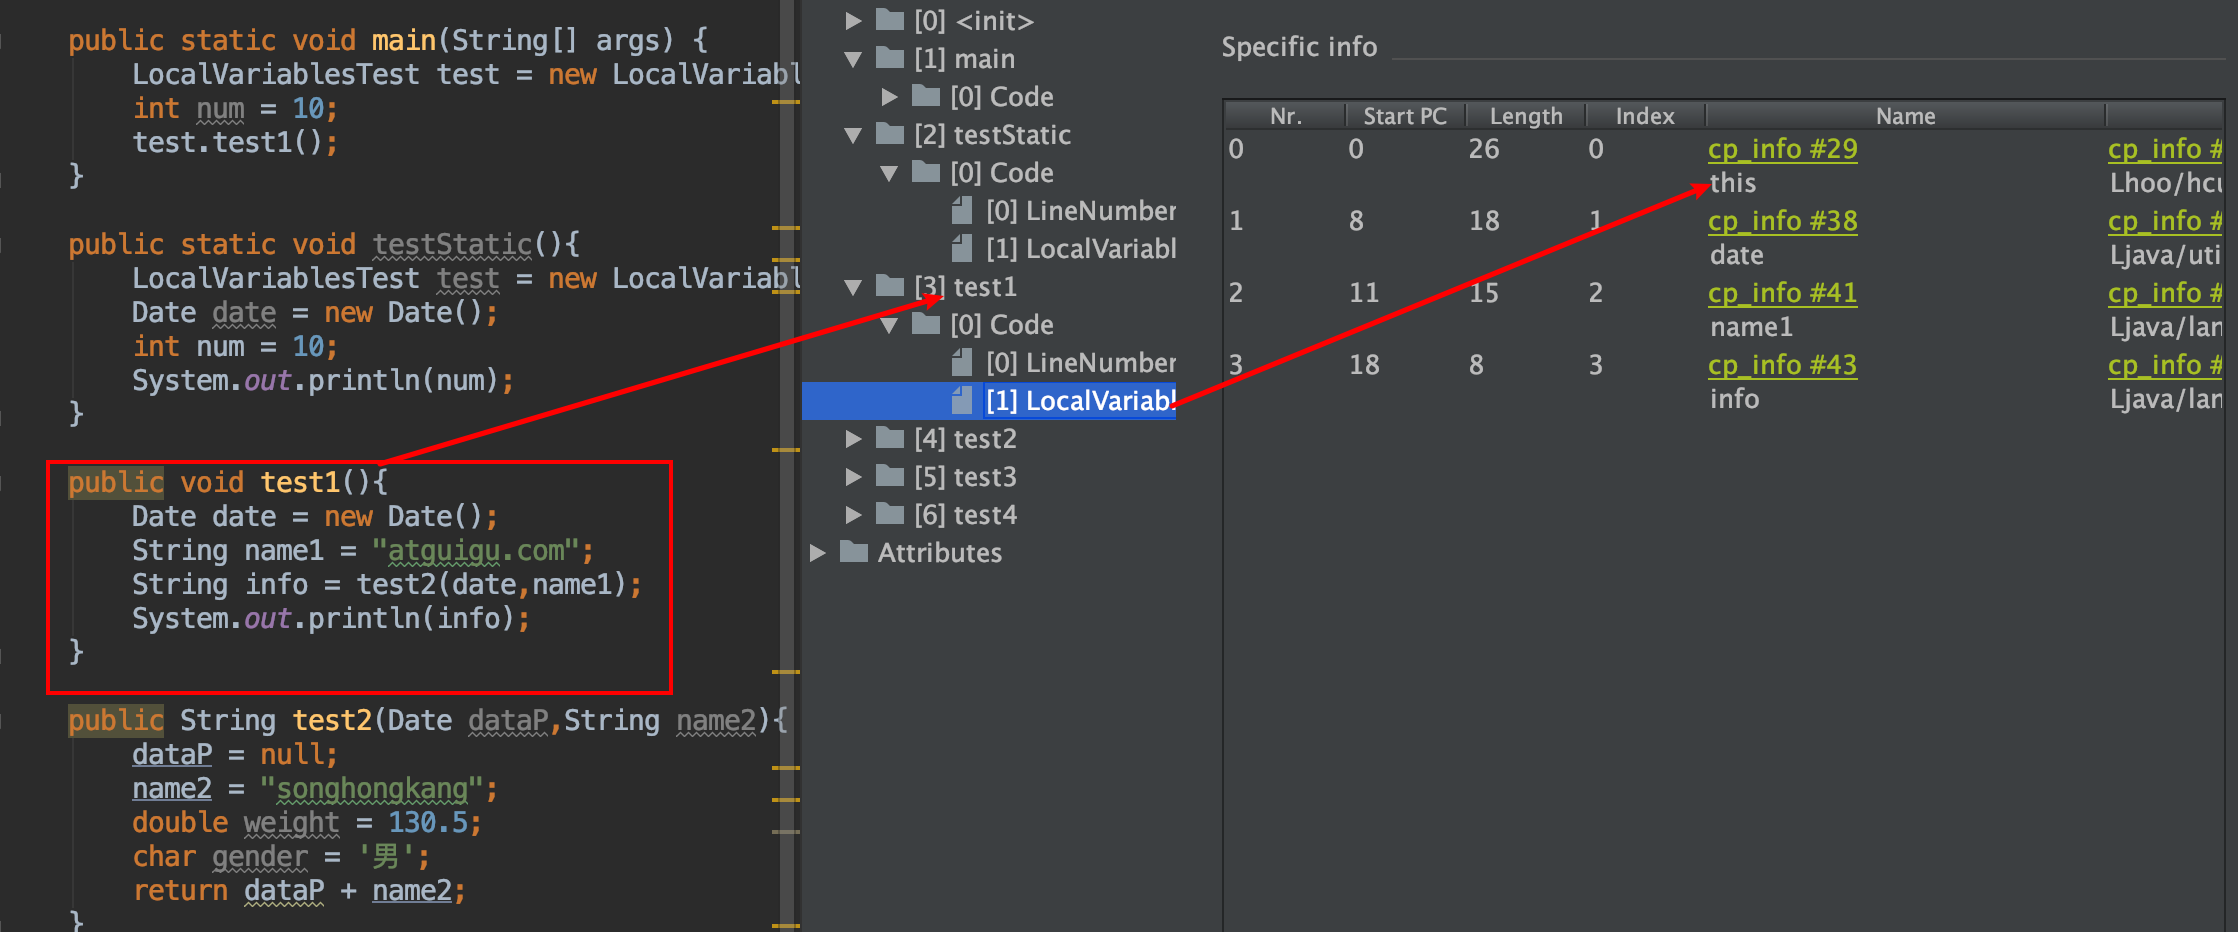 public static void main(String[] args) {
LocalVariablesTest test = new LocalVariabl
int num = 10;
test.test1();
}
public static void testStatic(){
LocalVariablesTest test = new LocalVariabl
Date date = new Date();
int num = 10;
System.out.println(num);
}
public void test1(){
Date date = new Date();
String name1 = "atguigu.com";
String info = test2(date,name1);
System.out.println(info);
}
public String test2(Date dataP,String name2){
dataP = null;
name2 = "songhongkang";
double weight = 130.5;
char gender = '男';
return dataP + name2;
}
[0] <init>
[1] main
[0] Code
[2] testStatic
[0] Code
[0] LineNumber
[1] LocalVariabl
[3] test1
[0] Code
[0] LineNumber
[1] LocalVariabl
[4] test2
[5] test3
[6] test4
Attributes
Specific info
Nr. Start PC Length Index Name
0 0 26 0 cp_info #29 cp_info #
this Lhoo/hcu
1 8 18 1 cp_info #38 cp_info #
date Ljava/uti
2 11 15 2 cp_info #41 cp_info #
name1 Ljava/lan
3 18 8 3 cp_info #43 cp_info #
info Ljava/lan